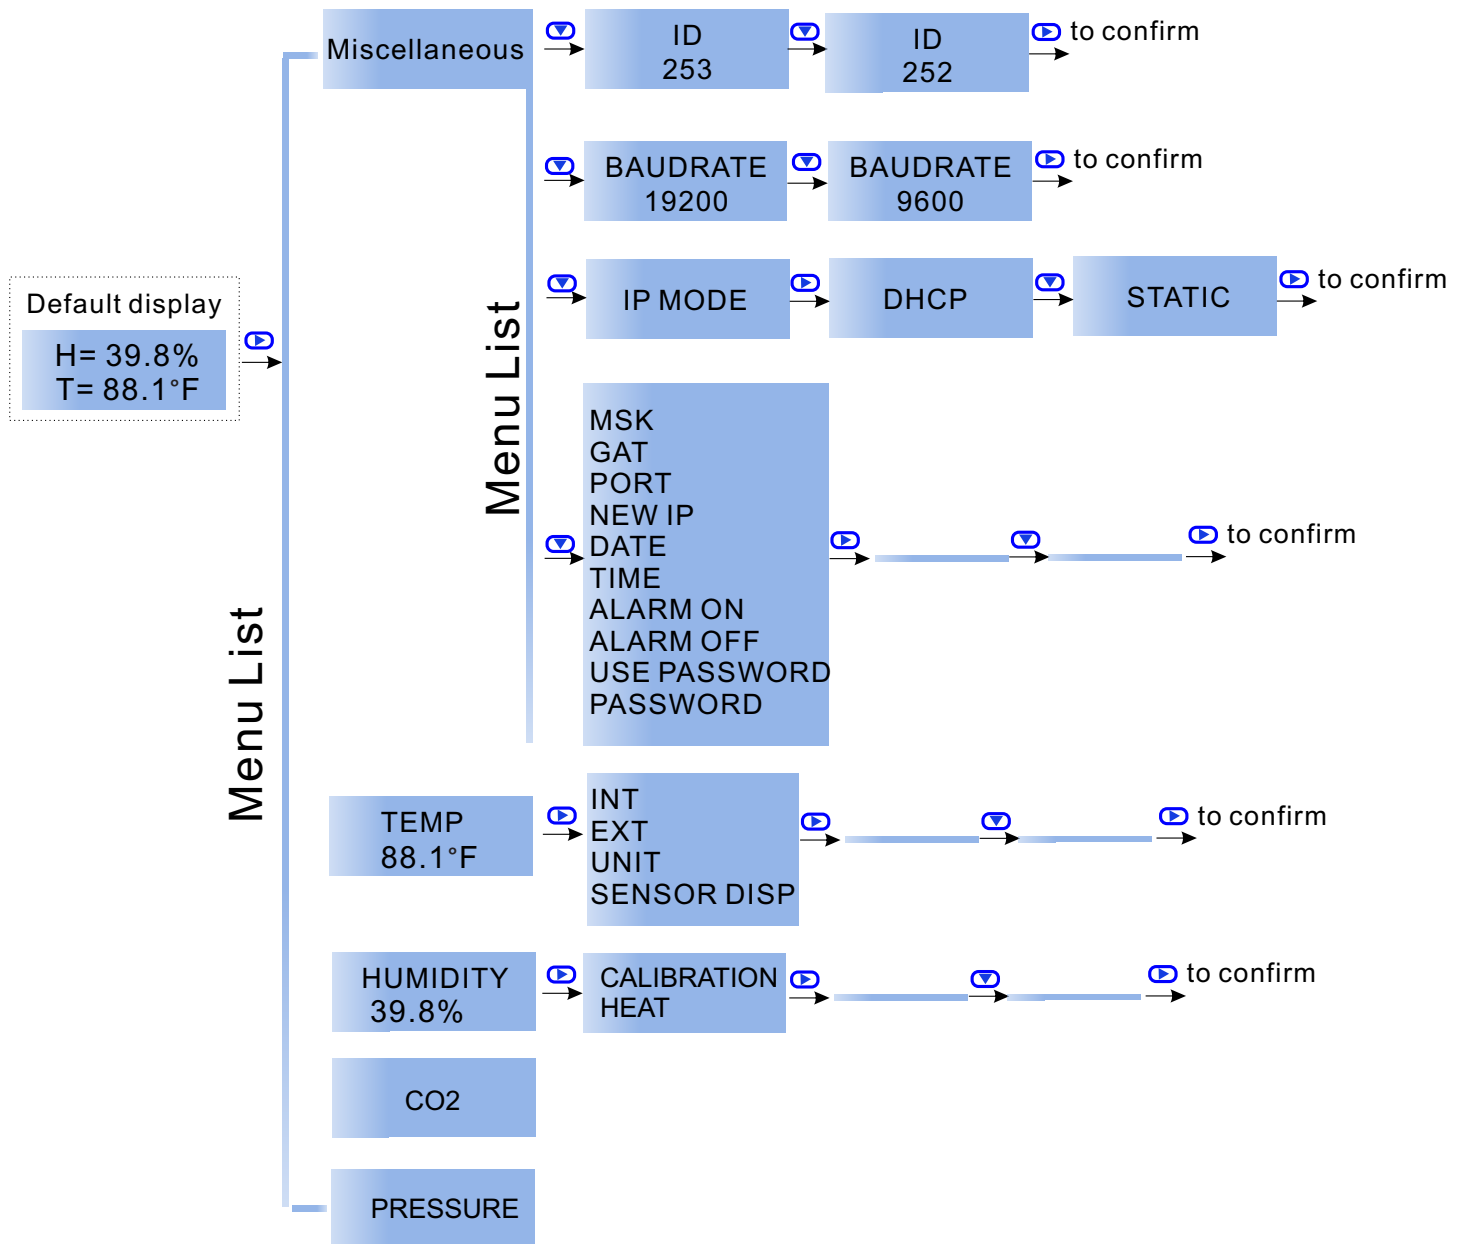 Miscellaneous
ID
253
ID
252
to confirm
BAUDRATE
19200
BAUDRATE
9600
to confirm
IP MODE
DHCP
STATIC
to confirm
Default display
H= 39.8%
T= 88.1°F
Menu List
MSK
GAT
PORT
NEW IP
DATE
TIME
ALARM ON
ALARM OFF
USE PASSWORD
PASSWORD
to confirm
Menu List
TEMP
88.1°F
INT
EXT
UNIT
SENSOR DISP
to confirm
HUMIDITY
39.8%
CALIBRATION
HEAT
to confirm
CO2
PRESSURE